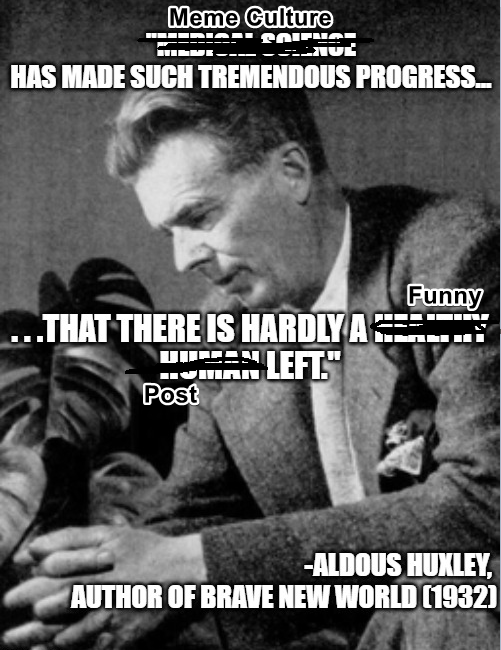 Meme Culture
"MEDICAL SCIENCE
HAS MADE SUCH TREMENDOUS PROGRESS...
Funny
. . .THAT THERE IS HARDLY A HEALTHY
HUMAN LEFT."
Post
-ALDOUS HUXLEY,
AUTHOR OF BRAVE NEW WORLD (1932)